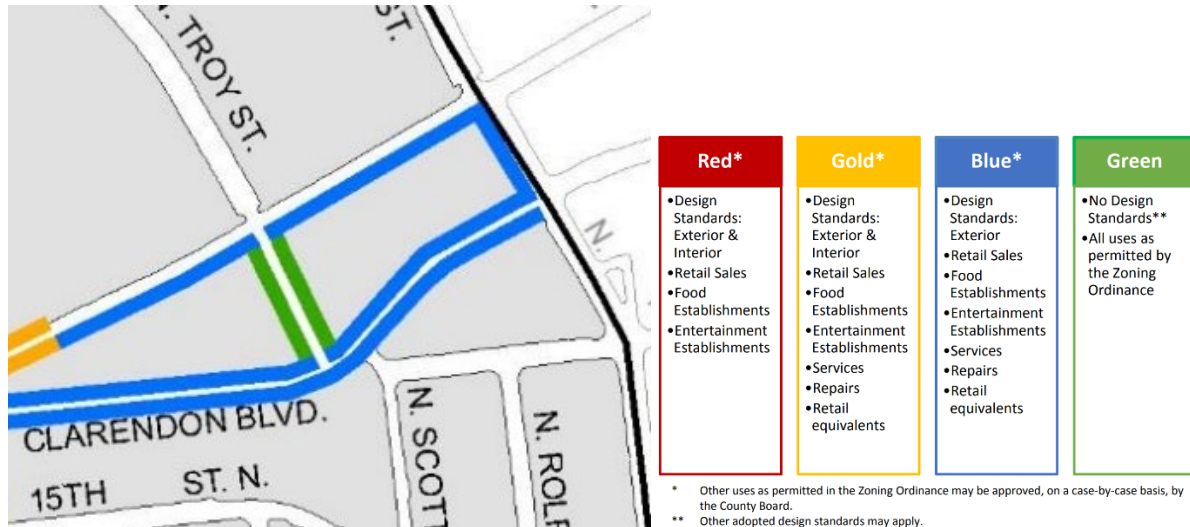 N. TROY ST.
ST.
N.
CLARENDON BLVD.
15TH ST. N.
N. SCOTT
N. ROLF
Red*
•Design
Standards:
Exterior &
Interior
•Retail Sales
•Food
Establishments
•Entertainment
Establishments
Gold*
•Design
Standards:
Exterior &
Interior
•Retail Sales
•Food
Establishments
•Entertainment
Establishments
•Services
•Repairs
•Retail
equivalents
Blue*
•Design
Standards:
Exterior
•Retail Sales
•Food
Establishments
•Entertainment
Establishments
•Services
•Repairs
•Retail
equivalents
Green
•No Design
Standards**
•All uses as
permitted by
the Zoning
Ordinance
* Other uses as permitted in the Zoning Ordinance may be approved, on a case-by-case basis, by
the County Board.
** Other adopted design standards may apply.